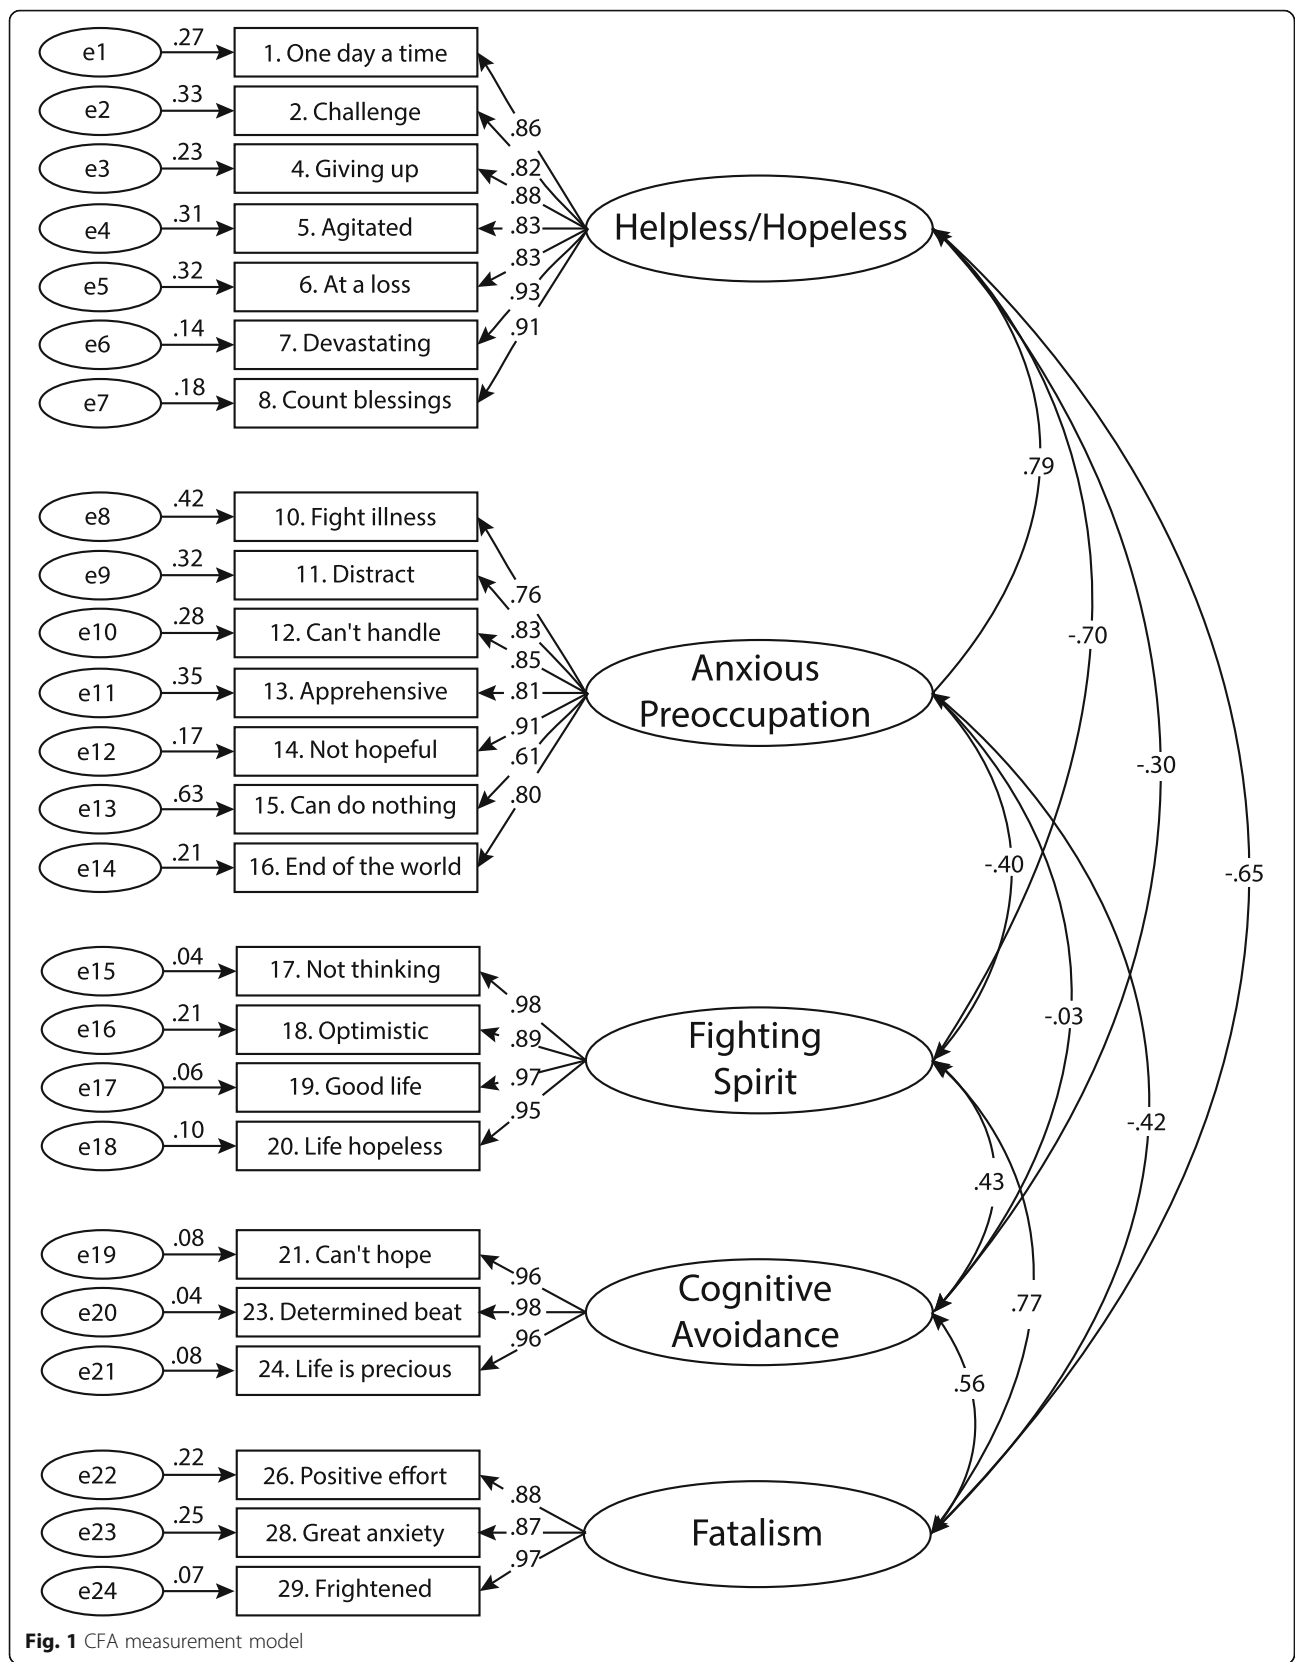 e1 .27 1. One day a time
e2 .33 2. Challenge
e3 .23 4. Giving up
e4 .31 5. Agitated
e5 .32 6. At a loss
e6 .14 7. Devastating
e7 .18 8. Count blessings
.86
.82
.88
.83
.83
.93
.91
Helpless/Hopeless
e8 .42 10. Fight illness
e9 .32 11. Distract
e10 .28 12. Can't handle
e11 .35 13. Apprehensive
e12 .17 14. Not hopeful
e13 .63 15. Can do nothing
e14 .21 16. End of the world
.76
.83
.85
.81
.91
.61
.80
Anxious
Preoccupation
e15 .04 17. Not thinking
e16 .21 18. Optimistic
e17 .06 19. Good life
e18 .10 20. Life hopeless
.98
.89
.97
.95
Fighting
Spirit
e19 .08 21. Can't hope
e20 .04 23. Determined beat
e21 .08 24. Life is precious
.96
.98
.96
Cognitive
Avoidance
e22 .22 26. Positive effort
e23 .25 28. Great anxiety
e24 .07 29. Frightened
.88
.87
.97
Fatalism
.79
-.70
-.30
-.65
-.40
-.03
-.42
.43
.77
.56
Fig. 1 CFA measurement model